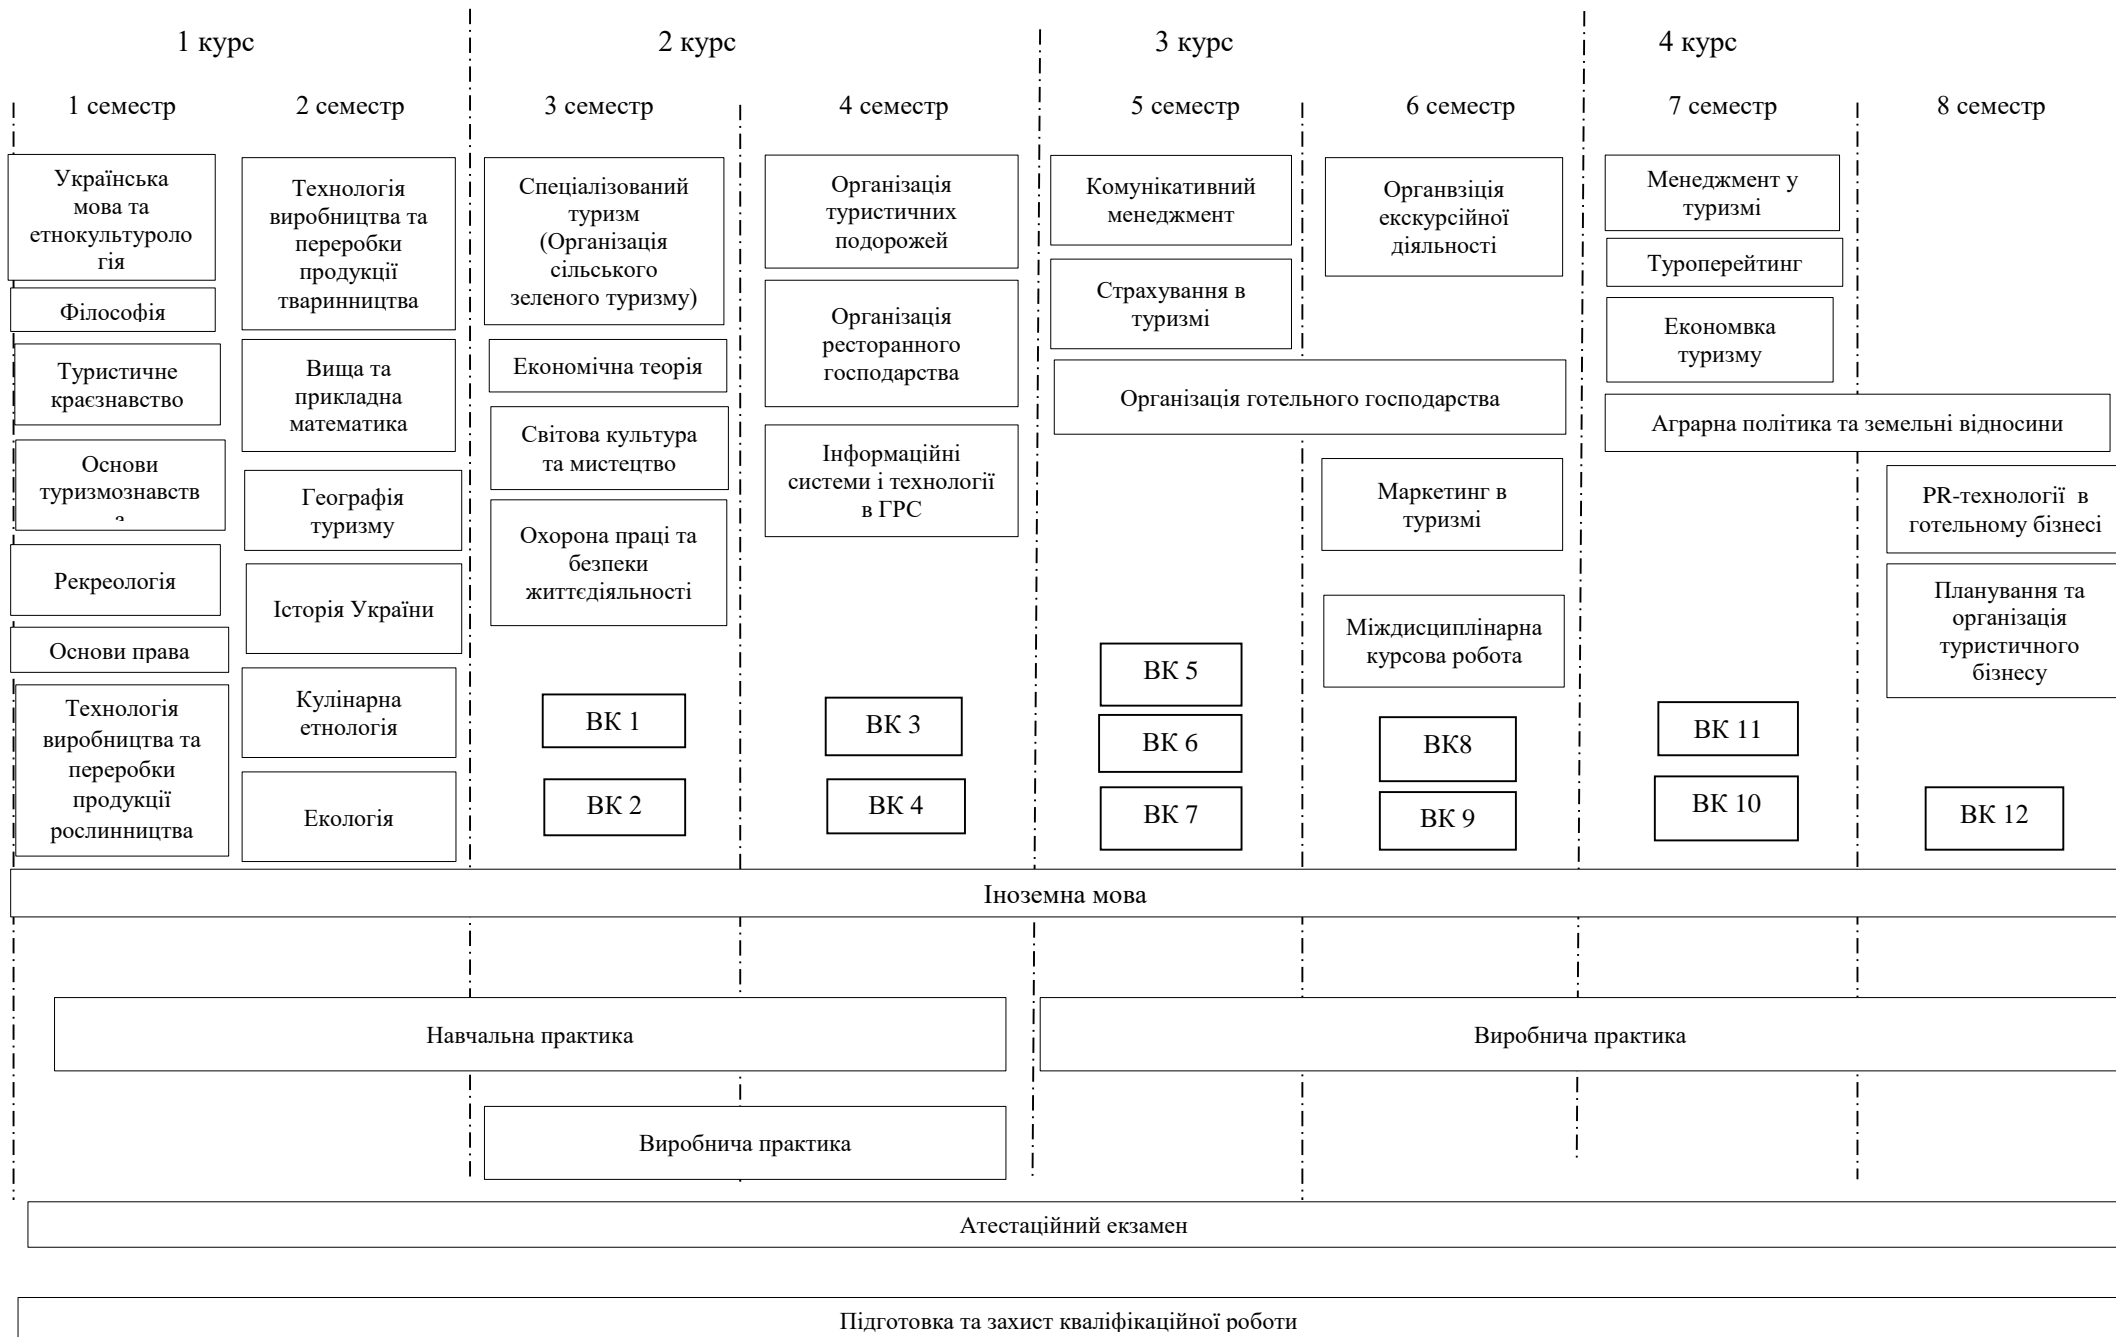 1 курс
2 курс
3 курс
4 курс
1 семестр
2 семестр
3 семестр
4 семестр
5 семестр
6 семестр
7 семестр
8 семестр
Українська
мова та
етнокультуроло
гія
Філософія
Туристичне
краєзнавство
Основи
туризмознавств
а
Рекреологія
Основи права
Технологія
виробництва та
переробки
продукції
рослинництва
Технологія
виробництва та
переробки
продукції
тваринництва
Вища та
прикладна
математика
Географія
туризму
Історія України
Кулінарна
етнологія
Екологія
Спеціалізований
туризм
(Організація
сільського
зеленого туризму)
Економічна теорія
Світова культура
та мистецтво
Охорона праці та
безпеки
життєдіяльності
ВК 1
ВК 2
Організація
туристичних
подорожей
Організація
ресторанного
господарства
Інформаційні
системи і технології
в ГРС
ВК 3
ВК 4
Комунікативний
менеджмент
Страхування в
туризмі
Організація готельного господарства
ВК 5
ВК 6
ВК 7
Органвзіція
екскурсійної
діяльності
Маркетинг в
туризмі
Міждисциплінарна
курсова робота
ВК8
ВК 9
Менеджмент у
туризмі
Туроперейтинг
Економвка
туризму
Аграрна політика та земельні відносини
ВК 11
ВК 10
PR-технології в
готельному бізнесі
Планування та
організація
туристичного
бізнесу
ВК 12
Іноземна мова
Навчальна практика
Виробнича практика
Виробнича практика
Атестаційний екзамен
Підготовка та захист кваліфікаційної роботи